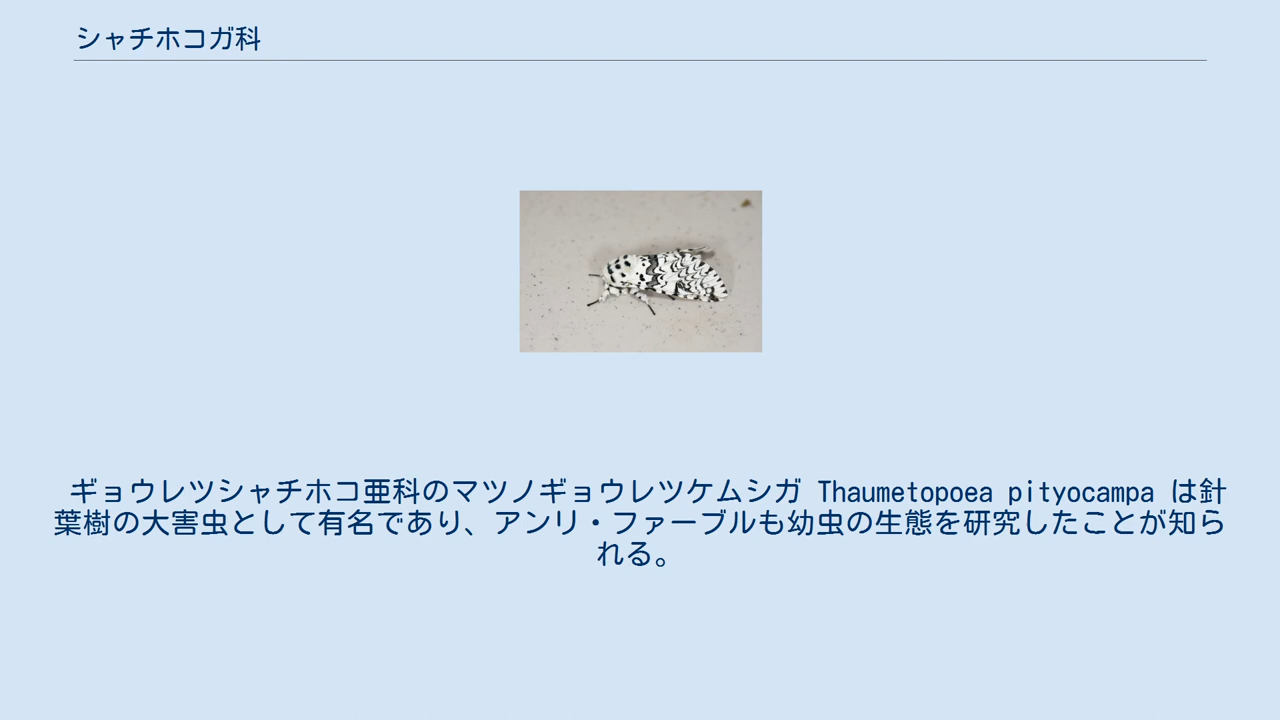 シャチホコガ科
ギョウレツシャチホコ亜科のマツノギョウレツケムシガ Thaumetopoea pityocampa は針
葉樹の大害虫として有名であり、アンリ・ファーブルも幼虫の生態を研究したことが知ら
れる。